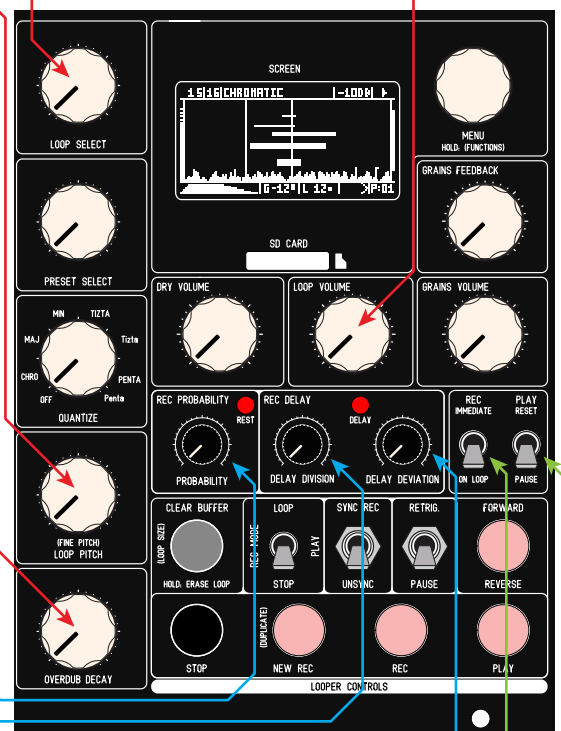 SCREEN
15|16|CHROMATIC
G-12
L 12
P:01
LOOP SELECT
MENU
HOLD: (FUNCTIONS)
GRAINS FEEDBACK
SD CARD
PRESET SELECT
DRY VOLUME
LOOP VOLUME
GRAINS VOLUME
MIN
TIZTA
MAJ
Tizta
CHRO
PENTA
OFF
Penta
QUANTIZE
REC PROBABILITY
REST
PROBABILITY
REC DELAY
DELAY
DELAY DIVISION
DELAY DEVIATION
REC
IMMEDIATE
ON LOOP
PLAY
RESET
PAUSE
(FINE PITCH)
LOOP PITCH
CLEAR BUFFER
(LOOP SIZE)
HOLD: ERASE LOOP
LOOP
REC MODE
PLAY
STOP
SYNC REC
UNSYNC
RETRIG.
PAUSE
FORWARD
REVERSE
OVERDUB DECAY
STOP
(DUPLICATE)
NEW REC
REC
PLAY
LOOPER CONTROLS